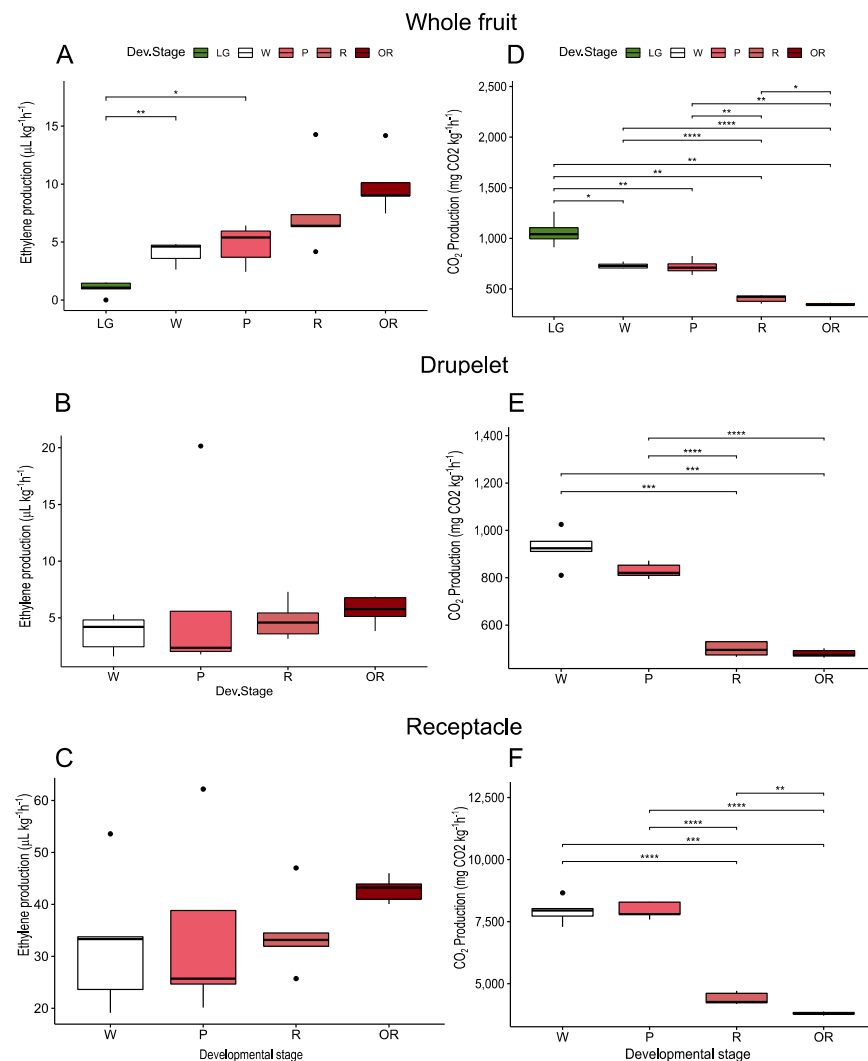 Whole fruit
A
Dev.Stage LG W P R OR
Ethylene production (μL kg⁻¹h⁻¹)
15
10
5
0
*
**
LG W P R OR
D
Dev.Stage LG W P R OR
CO₂ Production (mg CO2 kg⁻¹h⁻¹)
2,500
2,000
1,500
1,000
500
*
**
**
****
****
**
**
**
*
LG W P R OR
Drupelet
B
Ethylene production (μL kg⁻¹h⁻¹)
20
15
10
5
W P R OR
Dev.Stage
E
CO₂ Production (mg CO2 kg⁻¹h⁻¹)
1,400
1,200
1,000
800
600
****
****
***
***
W P R OR
Receptacle
C
Ethylene production (μL kg⁻¹h⁻¹)
60
50
40
30
20
W P R OR
Developmental stage
F
CO₂ Production (mg CO2 kg⁻¹h⁻¹)
12,500
10,000
7,500
5,000
**
****
****
***
****
W P R OR
Developmental stage